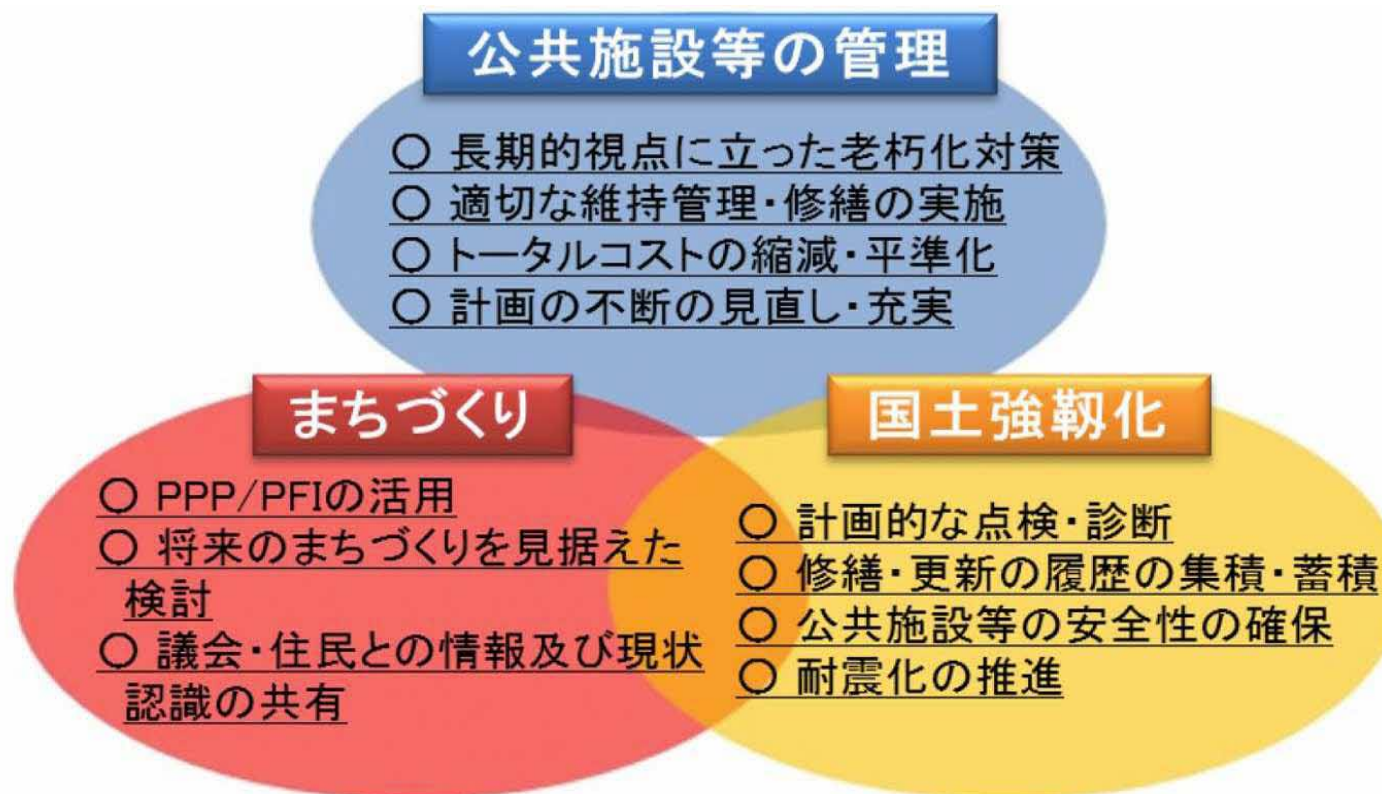 公共施設等の管理
○ 長期的視点に立った老朽化対策
○ 適切な維持管理・修繕の実施
○ トータルコストの縮減・平準化
○ 計画の不断の見直し・充実
まちづくり
○ PPP/PFIの活用
○ 将来のまちづくりを見据えた
検討
○ 議会・住民との情報及び現状
認識の共有
国土強靱化
○ 計画的な点検・診断
○ 修繕・更新の履歴の集積・蓄積
○ 公共施設等の安全性の確保
○ 耐震化の推進